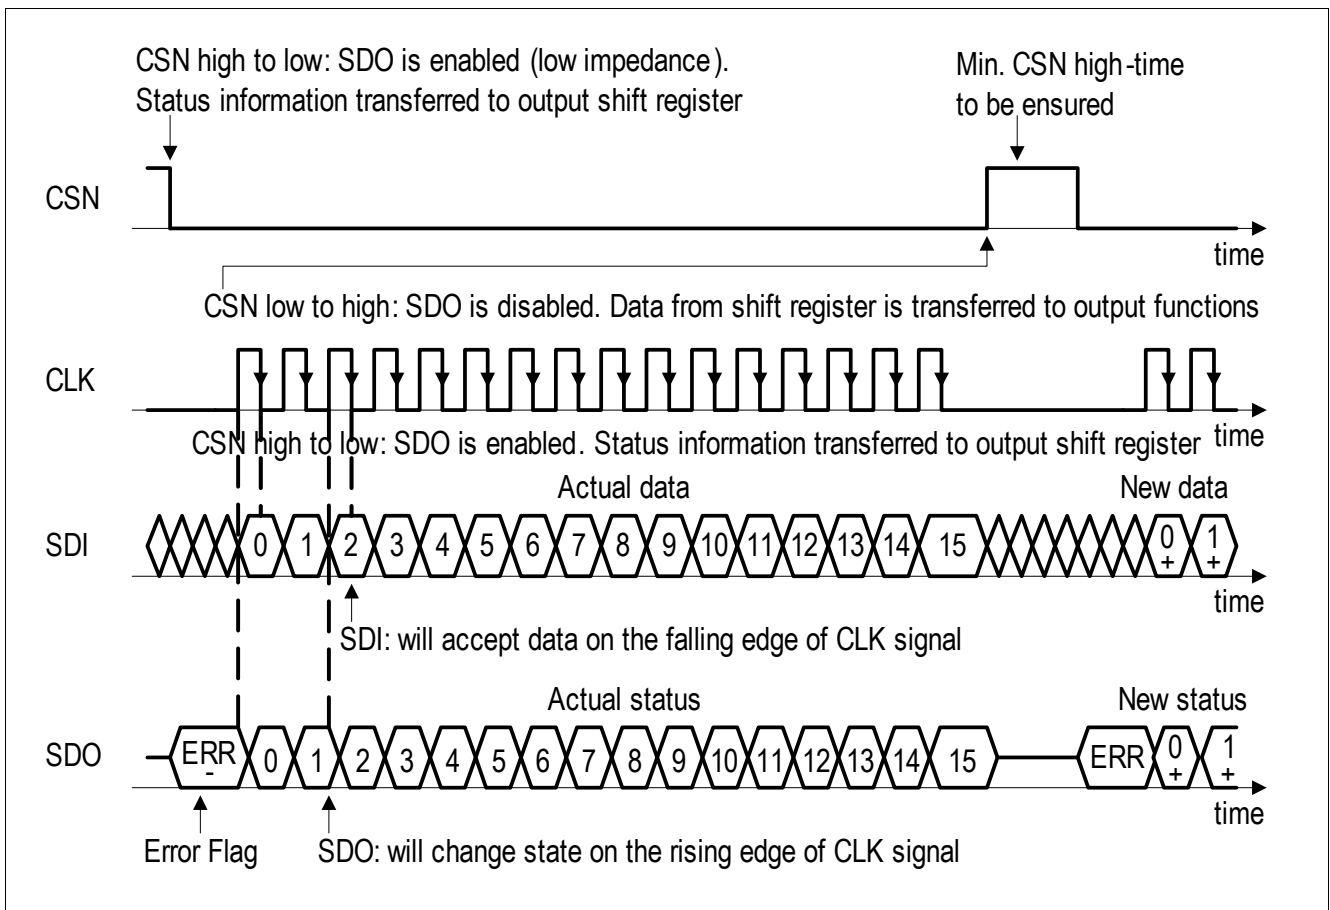 CSN high to low: SDO is enabled (low impedance).
Status information transferred to output shift register
Min. CSN high-time
to be ensured
CSN
time
CSN low to high: SDO is disabled. Data from shift register is transferred to output functions
CLK
time
CSN high to low: SDO is enabled. Status information transferred to output shift register
Actual data
New data
SDI
0 1 2 3 4 5 6 7 8 9 10 11 12 13 14 15 0 1
+ +
time
SDI: will accept data on the falling edge of CLK signal
Actual status
New status
SDO
ERR 0 1 2 3 4 5 6 7 8 9 10 11 12 13 14 15 ERR 0 1
- + +
time
Error Flag
SDO: will change state on the rising edge of CLK signal